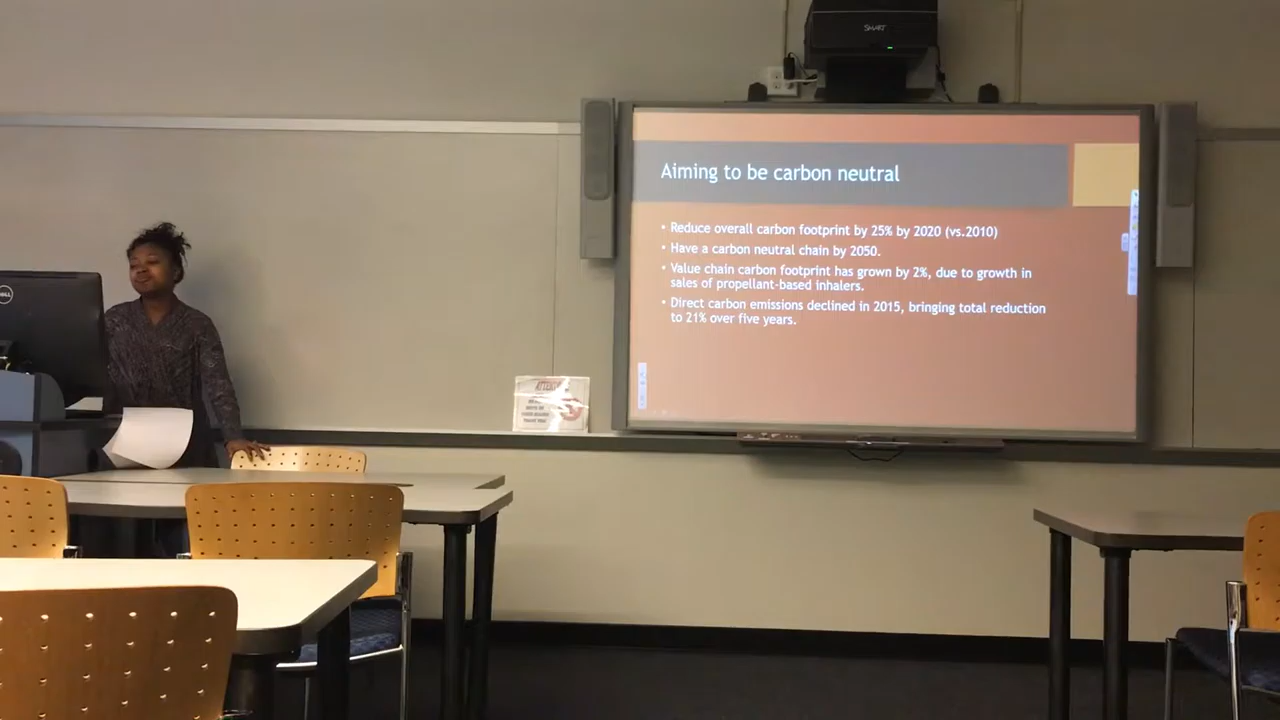 SMART
Aiming to be carbon neutral
• Reduce overall carbon footprint by 25% by 2020 (vs.2010)
• Have a carbon neutral chain by 2050.
• Value chain carbon footprint has grown by 2%, due to growth in
sales of propellant-based inhalers.
• Direct carbon emissions declined in 2015, bringing total reduction
to 21% over five years.
DELL